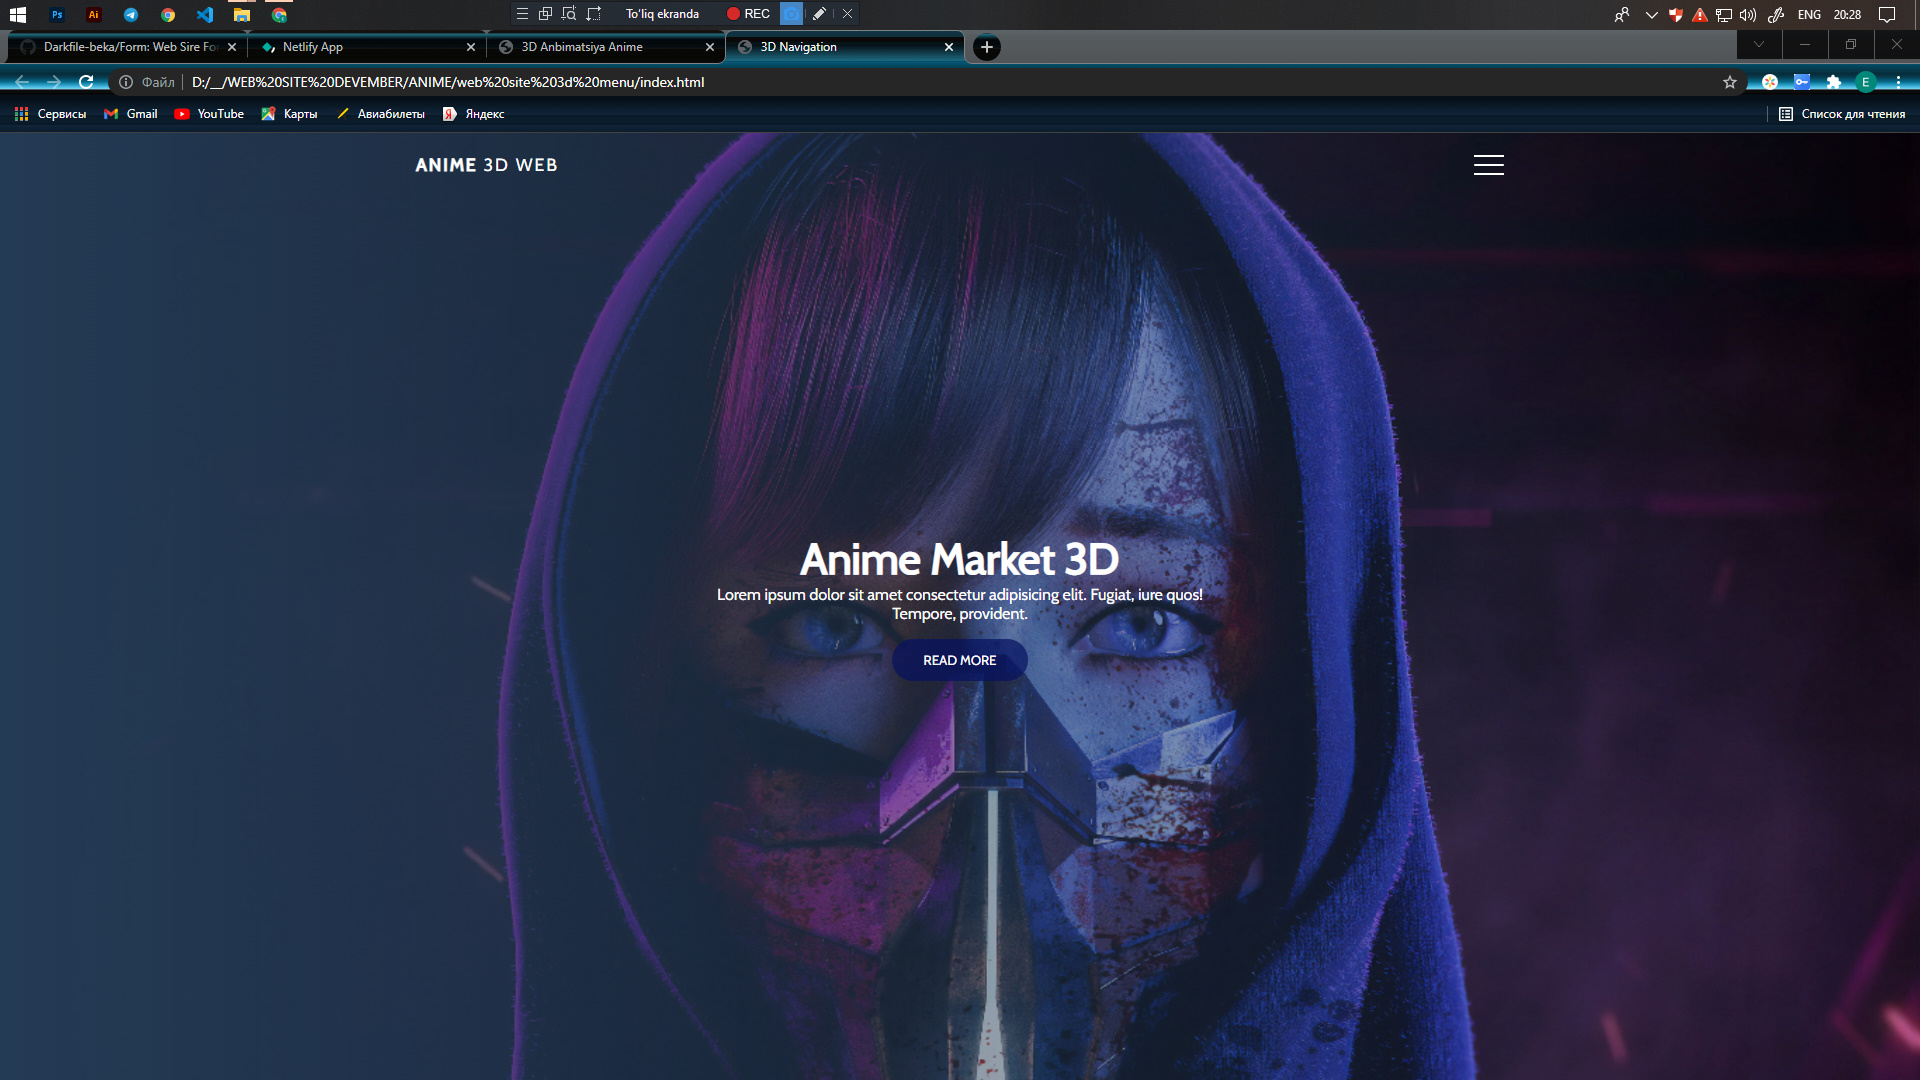 Ps
Ai
To'liq ekranda
REC
ENG
20:28
Darkfile-beka/Form: Web Sire Fo
Netlify App
3D Anbimatsiya Anime
3D Navigation
Файл
D:/__/WEB%20SITE%20DEVEMBER/ANIME/web%20site%203d%20menu/index.html
E
Сервисы
Gmail
YouTube
Карты
Авиабилеты
Я
Яндекс
Список для чтения
ANIME 3D WEB
Anime Market 3D
Lorem ipsum dolor sit amet consectetur adipisicing elit. Fugiat, iure quos!
Tempore, provident.
READ MORE